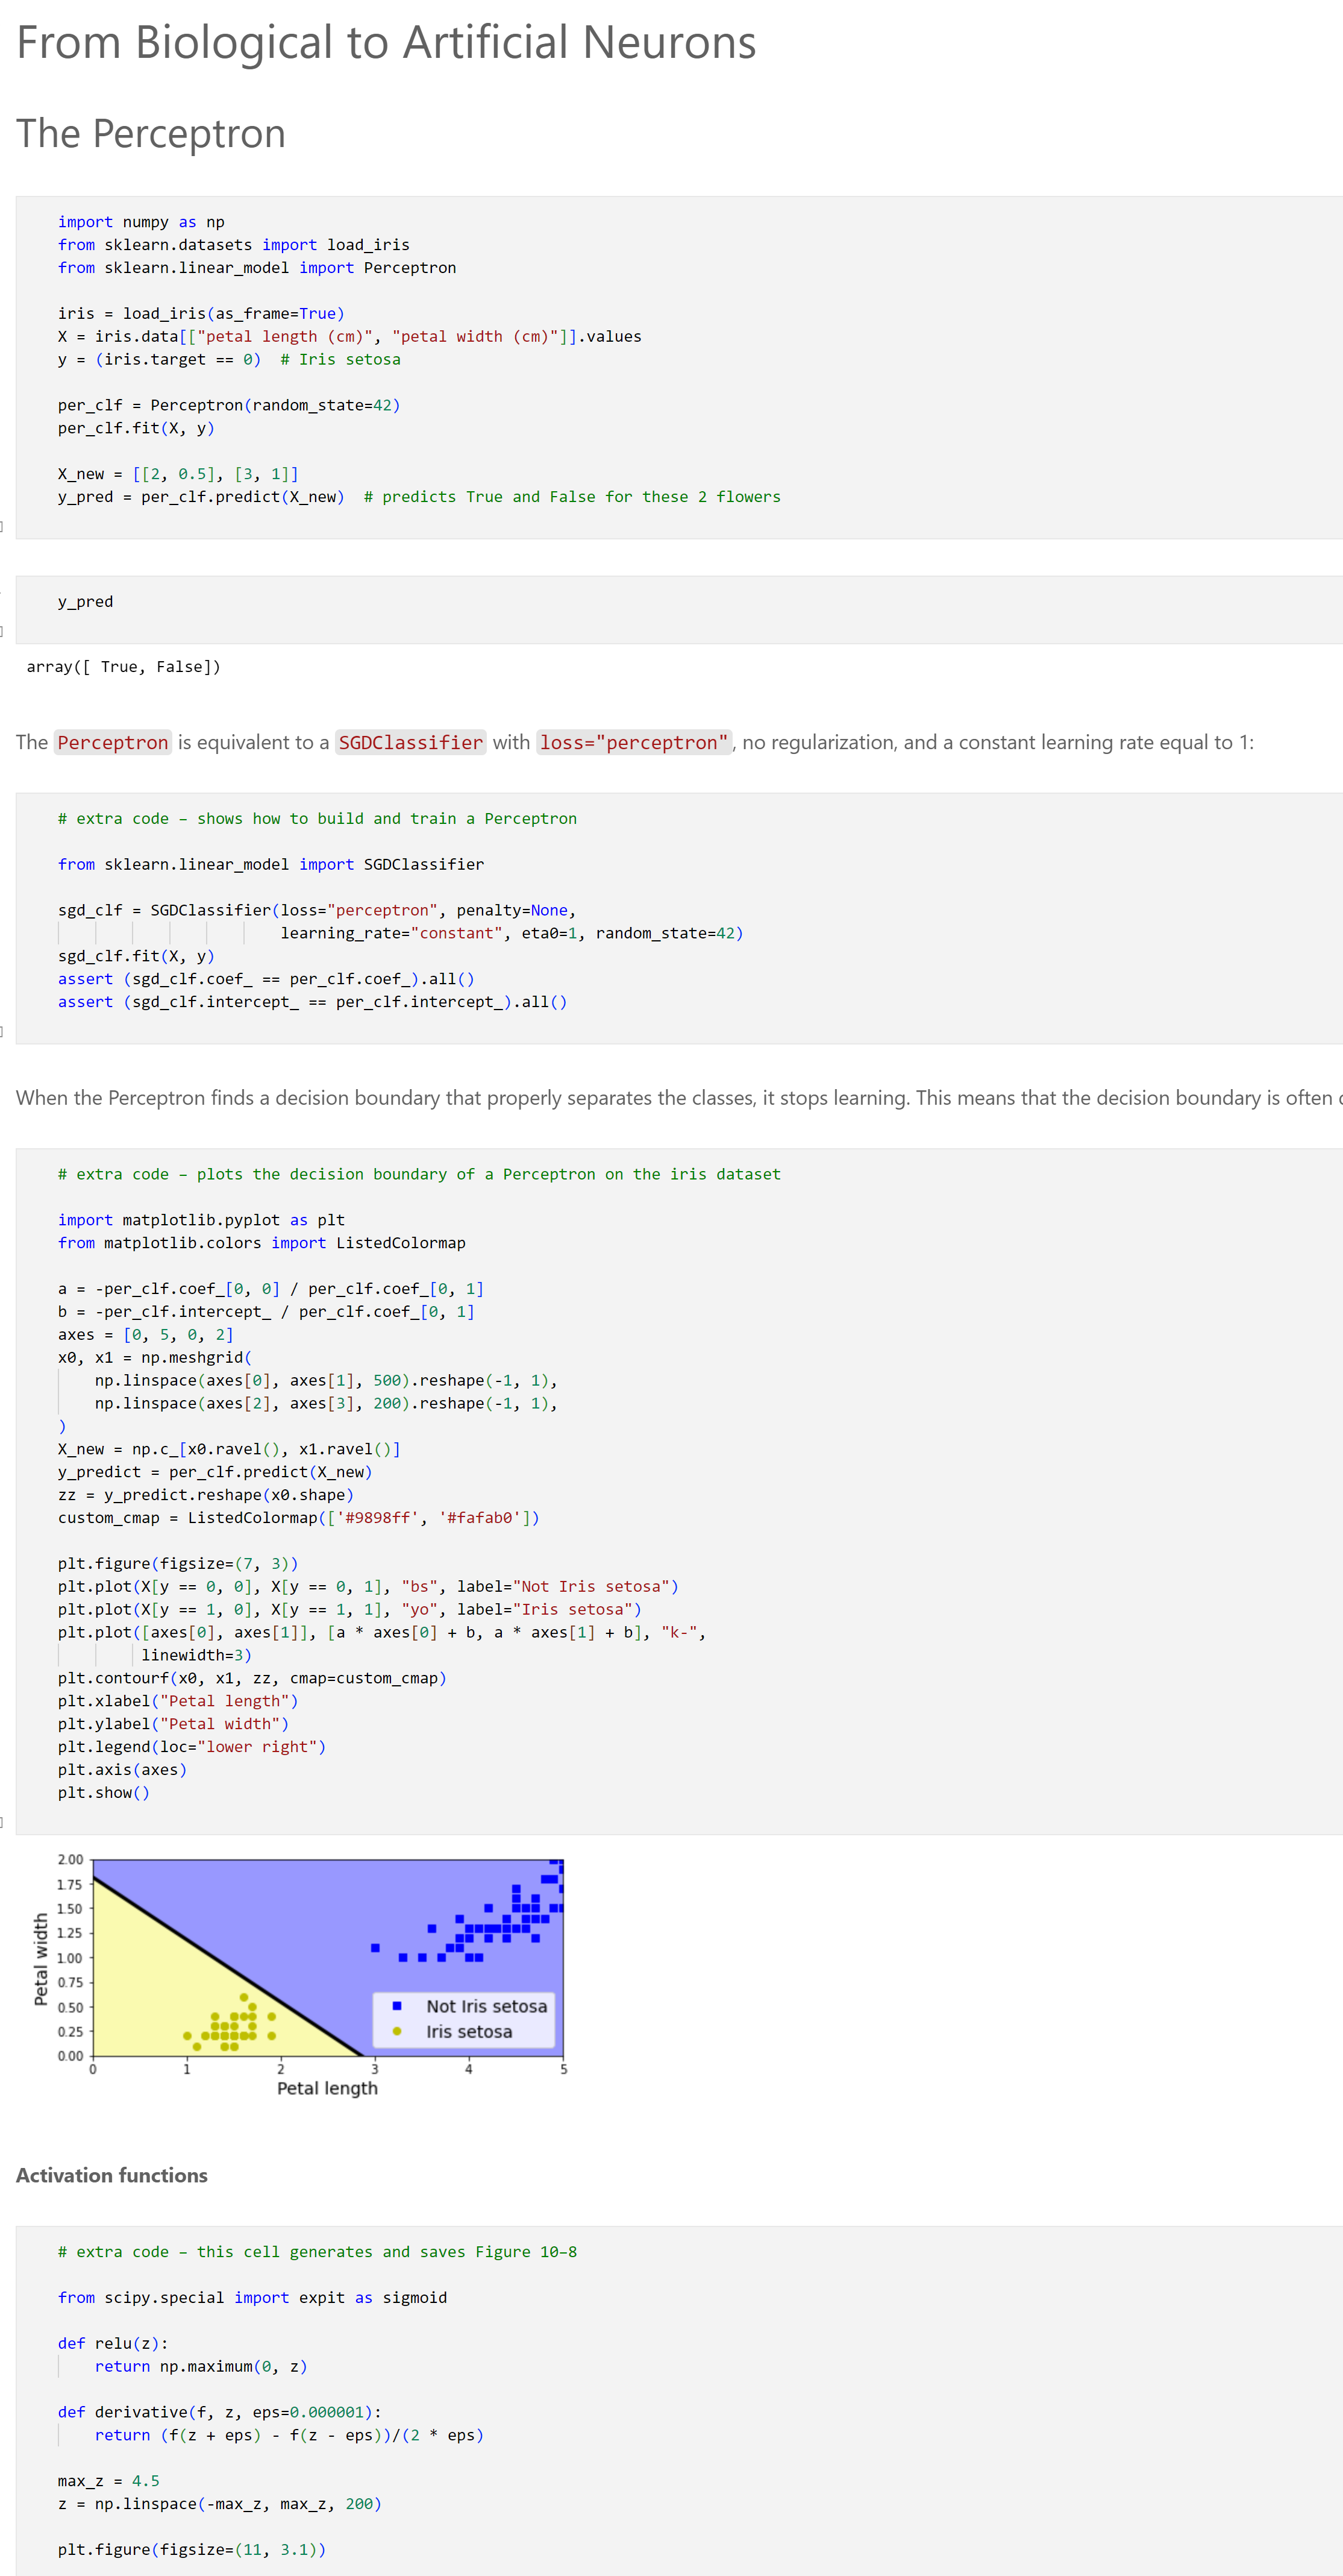 From Biological to Artificial Neurons
The Perceptron
import numpy as np
from sklearn.datasets import load_iris
from sklearn.linear_model import Perceptron
iris = load_iris(as_frame=True)
X = iris.data[["petal length (cm)", "petal width (cm)"]].values
y = (iris.target == 0)  # Iris setosa
per_clf = Perceptron(random_state=42)
per_clf.fit(X, y)
X_new = [[2, 0.5], [3, 1]]
y_pred = per_clf.predict(X_new)  # predicts True and False for these 2 flowers
y_pred
array([ True, False])
The Perceptron is equivalent to a SGDClassifier with loss="perceptron", no regularization, and a constant learning rate equal to 1:
# extra code – shows how to build and train a Perceptron
from sklearn.linear_model import SGDClassifier
sgd_clf = SGDClassifier(loss="perceptron", penalty=None,
learning_rate="constant", eta0=1, random_state=42)
sgd_clf.fit(X, y)
assert (sgd_clf.coef_ == per_clf.coef_).all()
assert (sgd_clf.intercept_ == per_clf.intercept_).all()
When the Perceptron finds a decision boundary that properly separates the classes, it stops learning. This means that the decision boundary is often
# extra code – plots the decision boundary of a Perceptron on the iris dataset
import matplotlib.pyplot as plt
from matplotlib.colors import ListedColormap
a = -per_clf.coef_[0, 0] / per_clf.coef_[0, 1]
b = -per_clf.intercept_ / per_clf.coef_[0, 1]
axes = [0, 5, 0, 2]
x0, x1 = np.meshgrid(
np.linspace(axes[0], axes[1], 500).reshape(-1, 1),
np.linspace(axes[2], axes[3], 200).reshape(-1, 1),
)
X_new = np.c_[x0.ravel(), x1.ravel()]
y_predict = per_clf.predict(X_new)
zz = y_predict.reshape(x0.shape)
custom_cmap = ListedColormap(['#9898ff', '#fafab0'])
plt.figure(figsize=(7, 3))
plt.plot(X[y == 0, 0], X[y == 0, 1], "bs", label="Not Iris setosa")
plt.plot(X[y == 1, 0], X[y == 1, 1], "yo", label="Iris setosa")
plt.plot([axes[0], axes[1]], [a * axes[0] + b, a * axes[1] + b], "k-",
linewidth=3)
plt.contourf(x0, x1, zz, cmap=custom_cmap)
plt.xlabel("Petal length")
plt.ylabel("Petal width")
plt.legend(loc="lower right")
plt.axis(axes)
plt.show()
2.00
1.75
1.50
1.25
1.00
0.75
0.50
0.25
0.00
Petal width
Not Iris setosa
Iris setosa
0 1 2 3 4 5
Petal length
Activation functions
# extra code – this cell generates and saves Figure 10–8
from scipy.special import expit as sigmoid
def relu(z):
return np.maximum(0, z)
def derivative(f, z, eps=0.000001):
return (f(z + eps) - f(z - eps))/(2 * eps)
max_z = 4.5
z = np.linspace(-max_z, max_z, 200)
plt.figure(figsize=(11, 3.1))